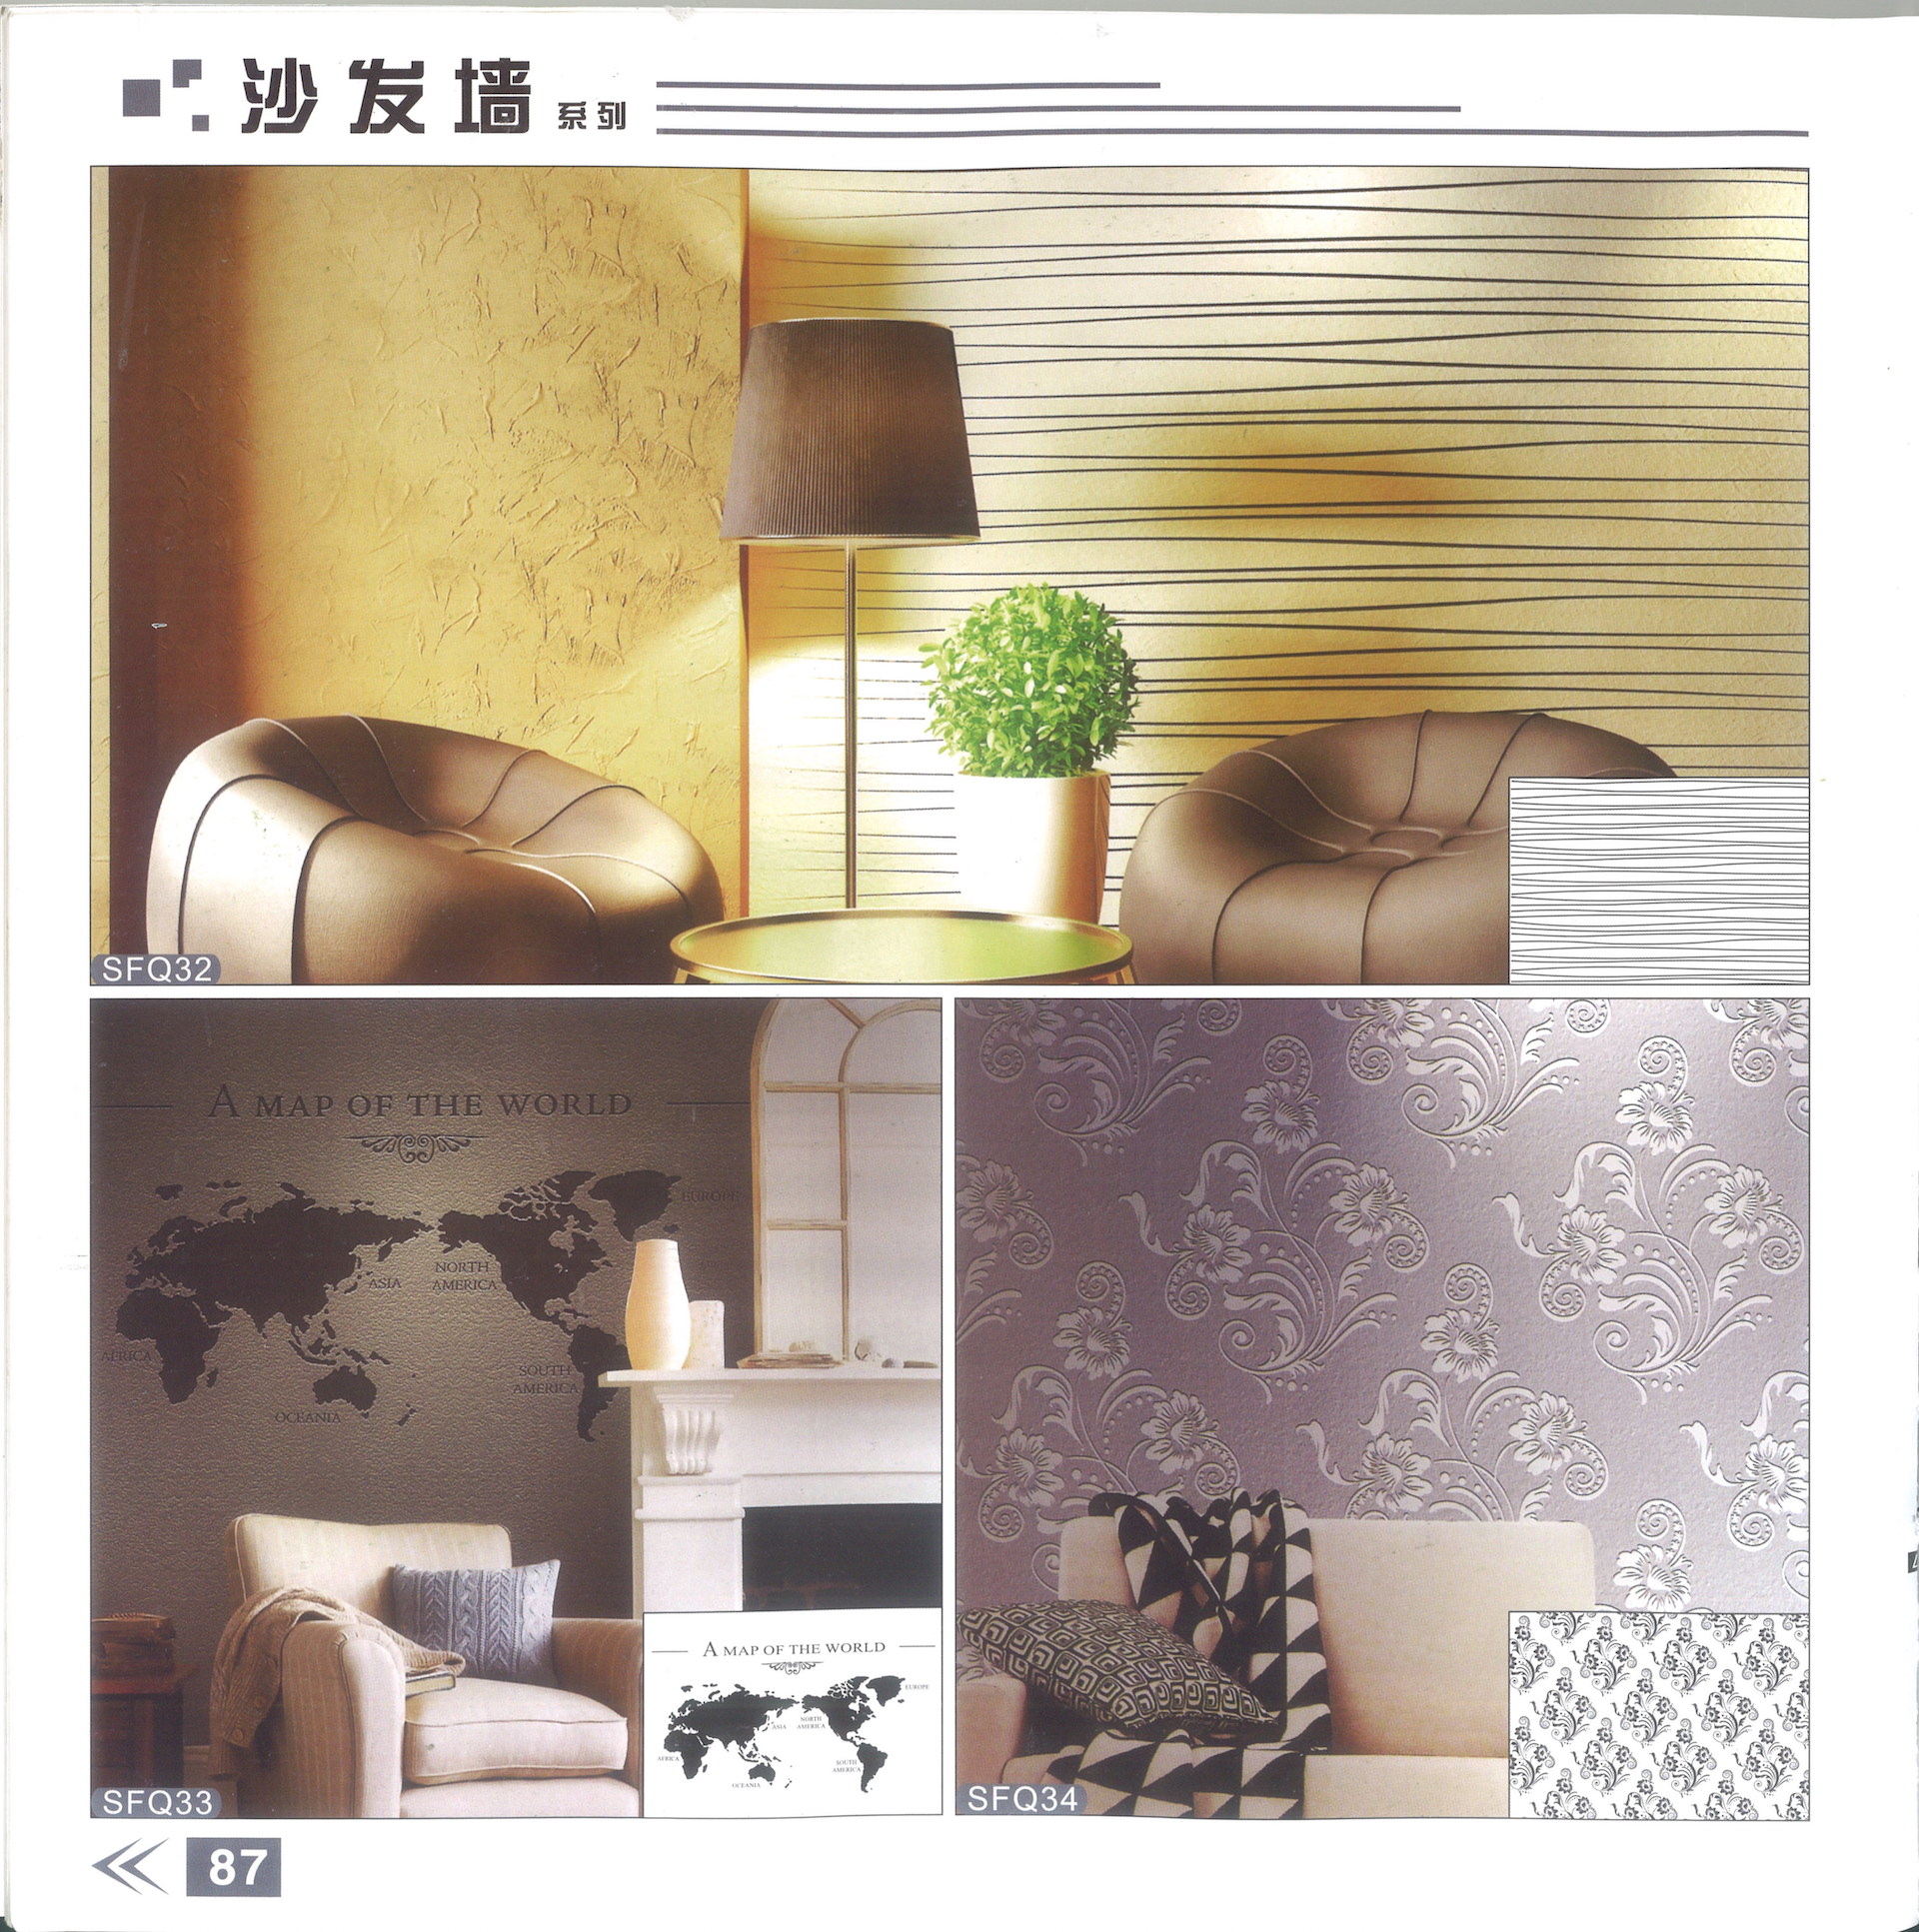 沙发墙 系列
SFQ32
A MAP OF THE WORLD
EUROPE
ASIA
NORTH
AMERICA
AFRICA
SOUTH
AMERICA
OCEANIA
A MAP OF THE WORLD
EUROPE
ASIA
NORTH
AMERICA
AFRICA
SOUTH
AMERICA
OCEANIA
SFQ33
SFQ34
87